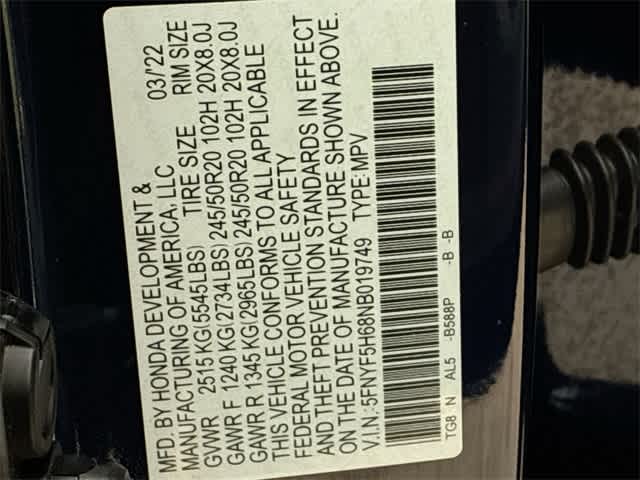 MFD. BY HONDA DEVELOPMENT & 03/'22
MANUFACTURING OF AMERICA, LLC
TIRE SIZE RIM SIZE
GVWR 2515 KG(5545LBS)
GAWR F 1240 KG(2734LBS) 245/50R20 102H 20X8.0J
GAWR R 1345 KG(2965LBS) 245/50R20 102H 20X8.0J
THIS VEHICLE CONFORMS TO ALL APPLICABLE
FEDERAL MOTOR VEHICLE SAFETY
AND THEFT PREVENTION STANDARDS IN EFFECT
ON THE DATE OF MANUFACTURE SHOWN ABOVE.
V.I.N.: 5FNYF5H68NB019749 TYPE: MPV
TG8 N AL5 -B588P -B -B